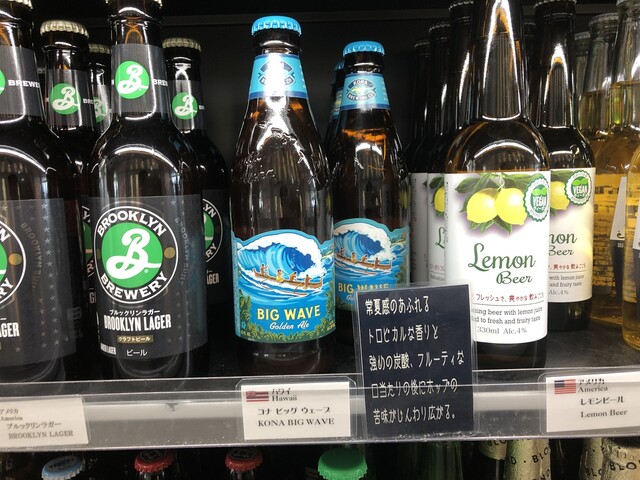 BROOKLYN
B
BREWERY
ブルックリンラガー
BROOKLYN LAGER
クラフトビール
ビール
BIG WAVE
Golden Ale
BIG WAVE
Golden Ale
VEGAN
Lemon
Beer
フレッシュで、爽やかな飲みごこち
330ml Alc.4%
常夏感のあふれる
トロピカルな香りと
強めの炭酸、フルーティな
口当たりの後にホップの
苦味がじんわり広がる。
アメリカ
America
ブルックリンラガー
BROOKLYN LAGER
ハワイ
Hawaii
コナ ビッグ ウェーブ
KONA BIG WAVE
アメリカ
America
レモンビール
Lemon Beer